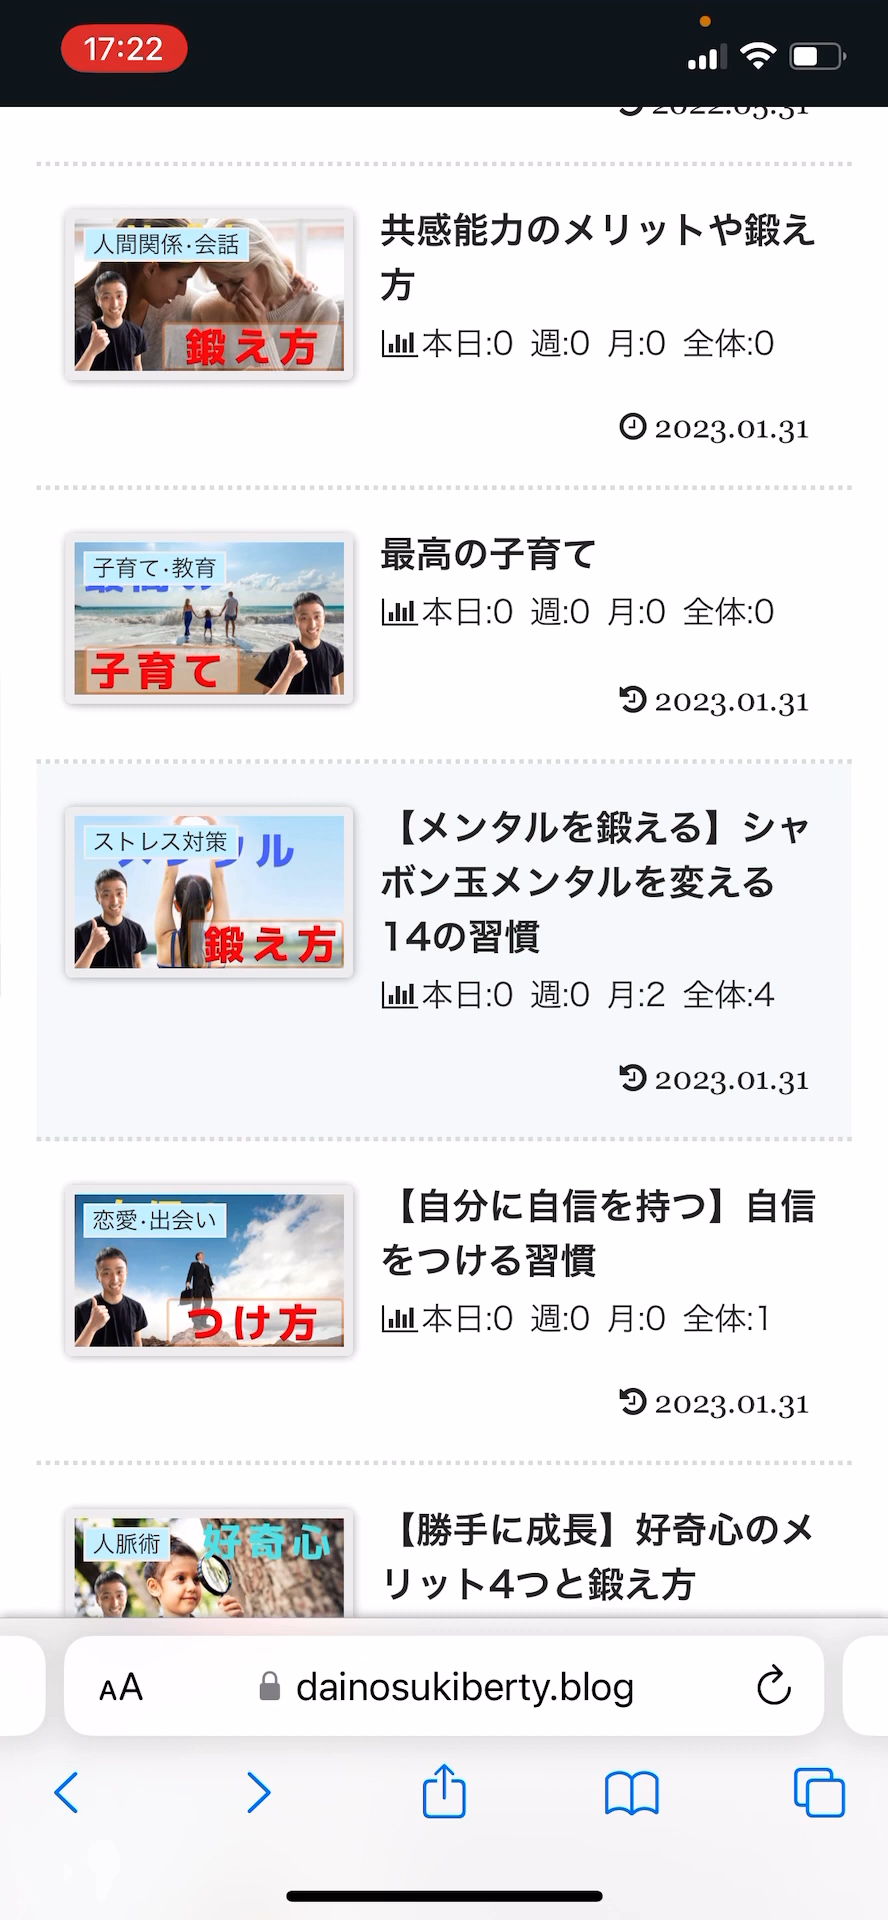 17:22
2022.05.31
人間関係·会話
鍛え方
共感能力のメリットや鍛え
方
本日:0 週:0 月:0 全体:0
2023.01.31
子育て·教育
子育て
最高の子育て
本日:0 週:0 月:0 全体:0
2023.01.31
ストレス対策
鍛え方
【メンタルを鍛える】シャ
ボン玉メンタルを変える
14の習慣
本日:0 週:0 月:2 全体:4
2023.01.31
恋愛·出会い
つけ方
【自分に自信を持つ】自信
をつける習慣
本日:0 週:0 月:0 全体:1
2023.01.31
人脈術
好奇心
【勝手に成長】好奇心のメ
リット4つと鍛え方
AA
dainosukiberty.blog